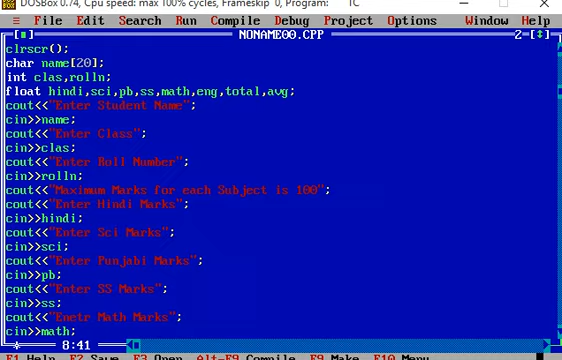 DOSBox 0.74, Cpu speed: max 100% cycles, Frameskip 0, Program: TC
≡ File Edit Search Run Compile Debug Project Options Window Help
[■] NONAME00.CPP 2=[↕]
clrscr();
char name[20];
int clas,rolln;
float hindi,sci,pb,ss,math,eng,total,avg;
cout<<"Enter Student Name";
cin>>name;
cout<<"Enter Class";
cin>>clas;
cout<<"Enter Roll Number";
cin>>rolln;
cout<<"Maximum Marks for each Subject is 100"
cout<<"Enter Hindi Marks";
cin>>hindi;
cout<<"Enter Sci Marks";
cin>>sci;
cout<<"Enter Punjabi Marks";
cin>>pb;
cout<<"Enter SS Marks";
cin>>ss;
cout<<"Enetr Math Marks";
cin>>math;
8:41
F1 Help F2 Save F3 Open Alt-F9 Compile F9 Make F10 Menu